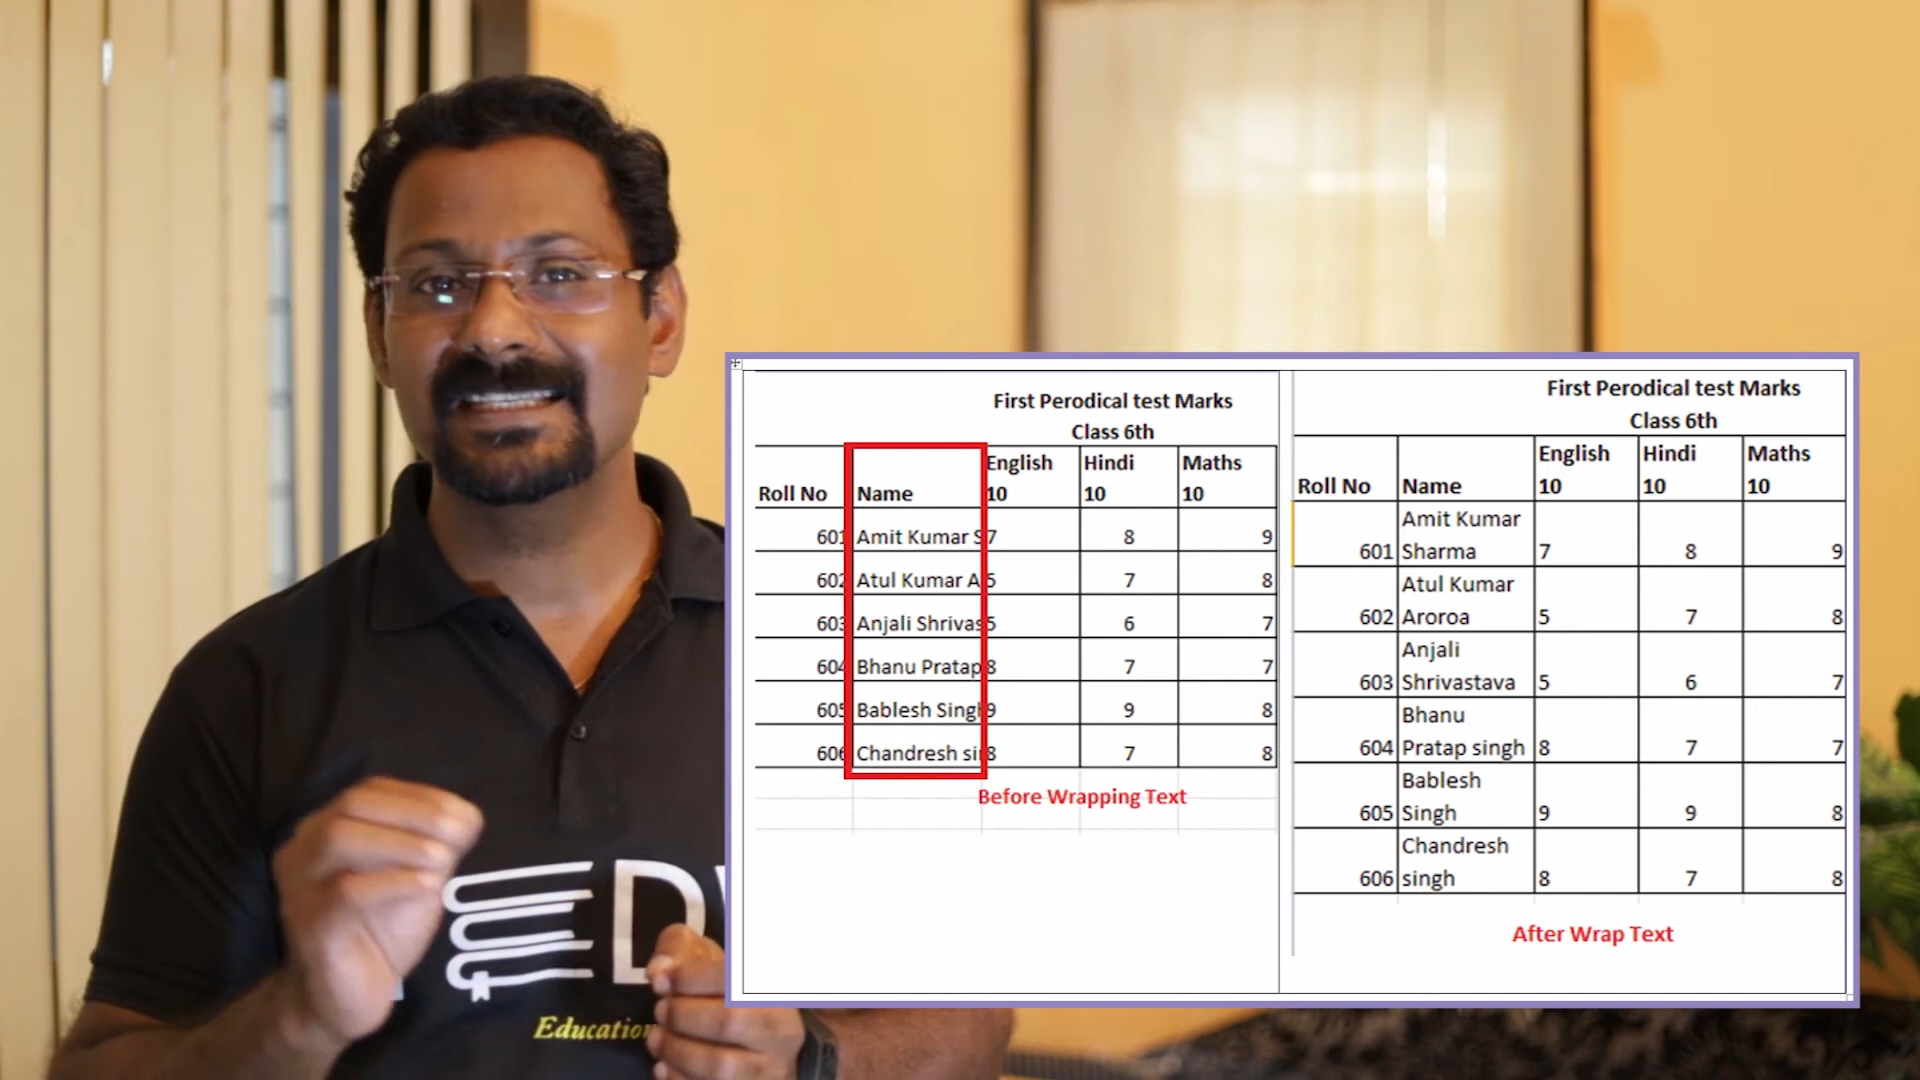 First Perodical test Marks
Class 6th
Roll No Name English 10 Hindi 10 Maths 10
601 Amit Kumar S 7 8 9
602 Atul Kumar A 5 7 8
603 Anjali Shrivas 5 6 7
604 Bhanu Pratap 8 7 7
605 Bablesh Singh 9 9 8
606 Chandresh si 8 7 8
Before Wrapping Text
First Perodical test Marks
Class 6th
English Hindi Maths
Roll No Name 10 10 10
Amit Kumar
601 Sharma 7 8 9
Atul Kumar
602 Aroroa 5 7 8
Anjali
603 Shrivastava 5 6 7
Bhanu
604 Pratap singh 8 7 7
Bablesh
605 Singh 9 9 8
Chandresh
606 singh 8 7 8
After Wrap Text
ED
Education